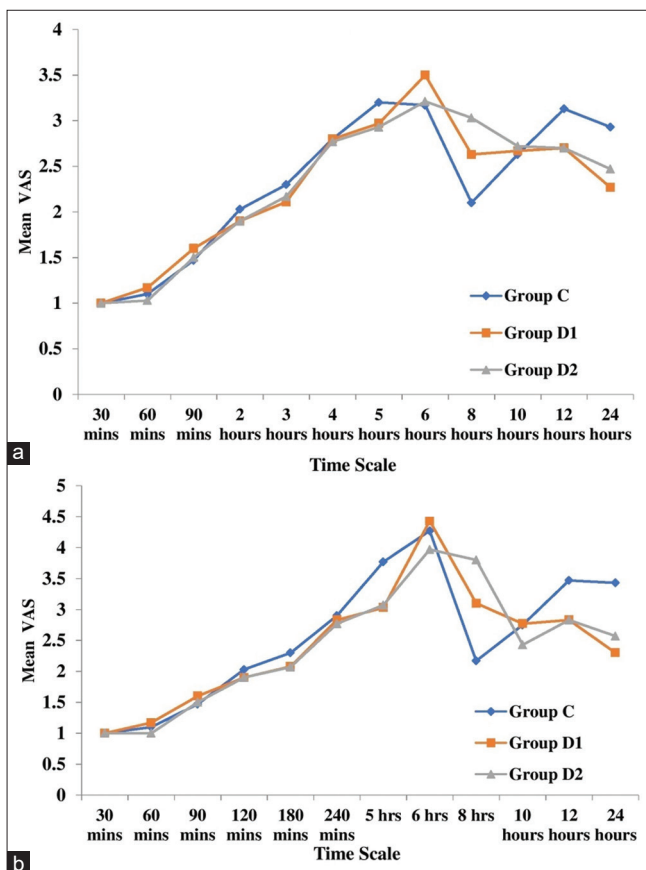 4
3.5
3
2.5
2
1.5
1
0.5
0
Mean VAS
Group C
Group D1
Group D2
30 60 90 2 3 4 5 6 8 10 12 24
mins mins mins hours hours hours hours hours hours hours hours hours
Time Scale
a
5
4.5
4
3.5
3
2.5
2
1.5
1
0.5
0
Mean VAS
Group C
Group D1
Group D2
30 60 90 120 180 240 5 hrs 6 hrs 8 hrs 10 12 24
mins mins mins mins mins mins hours hours hours
Time Scale
b